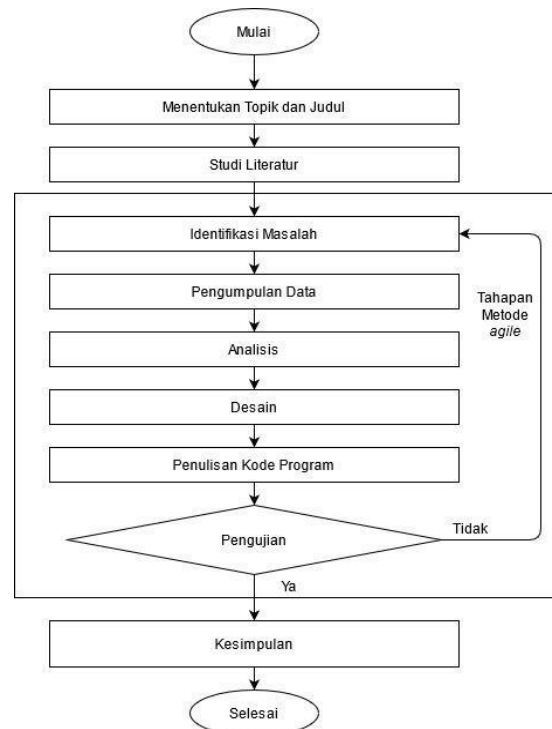 Mulai
Menentukan Topik dan Judul
Studi Literatur
Identifikasi Masalah
Pengumpulan Data
Tahapan
Metode
agile
Analisis
Desain
Penulisan Kode Program
Pengujian
Tidak
Ya
Kesimpulan
Selesai